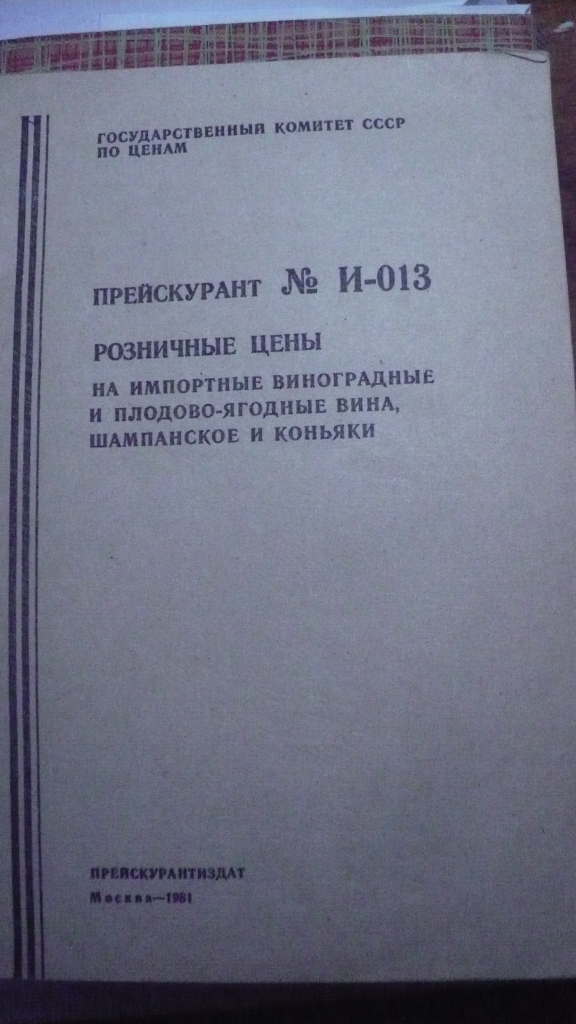 ГОСУДАРСТВЕННЫЙ КОМИТЕТ СССР
ПО ЦЕНАМ
ПРЕЙСКУРАНТ № И-013
РОЗНИЧНЫЕ ЦЕНЫ
НА ИМПОРТНЫЕ ВИНОГРАДНЫЕ
И ПЛОДОВО-ЯГОДНЫЕ ВИНА,
ШАМПАНСКОЕ И КОНЬЯКИ
ПРЕЙСКУРАНТИЗДАТ
Москва—1981